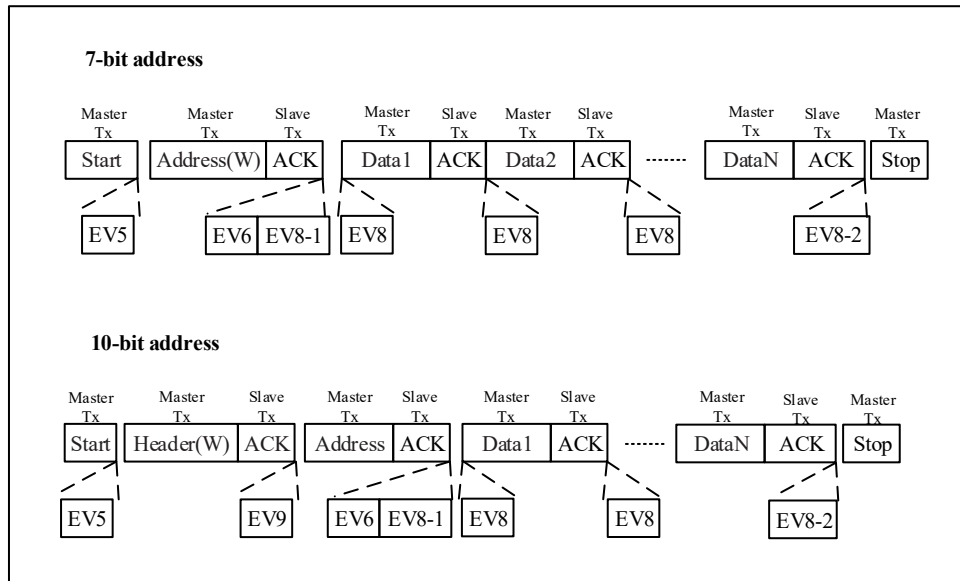 7-bit address
Master Tx Master Tx Slave Tx Master Tx Slave Tx Master Tx Slave Tx Master Tx Slave Tx Master Tx
Start Address(W) ACK Data1 ACK Data2 ACK DataN ACK Stop
EV5 EV6 EV8-1 EV8 EV8 EV8 EV8-2
10-bit address
Master Tx Master Tx Slave Tx Master Tx Slave Tx Master Tx Slave Tx Master Tx Slave Tx Master Tx
Start Header(W) ACK Address ACK Data1 ACK DataN ACK Stop
EV5 EV9 EV6 EV8-1 EV8 EV8 EV8-2